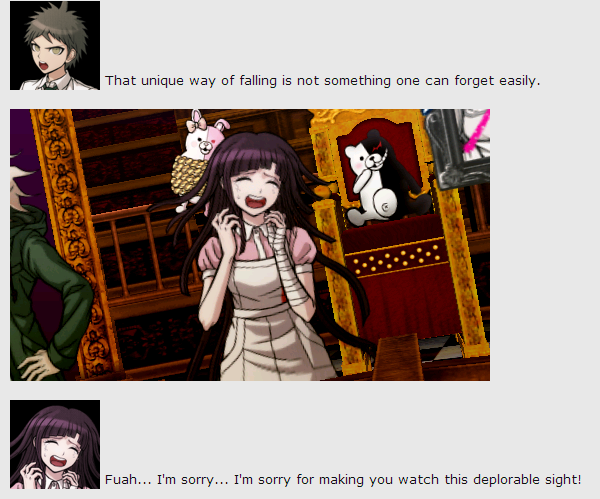 That unique way of falling is not something one can forget easily.
Fuah... I'm sorry... I'm sorry for making you watch this deplorable sight!